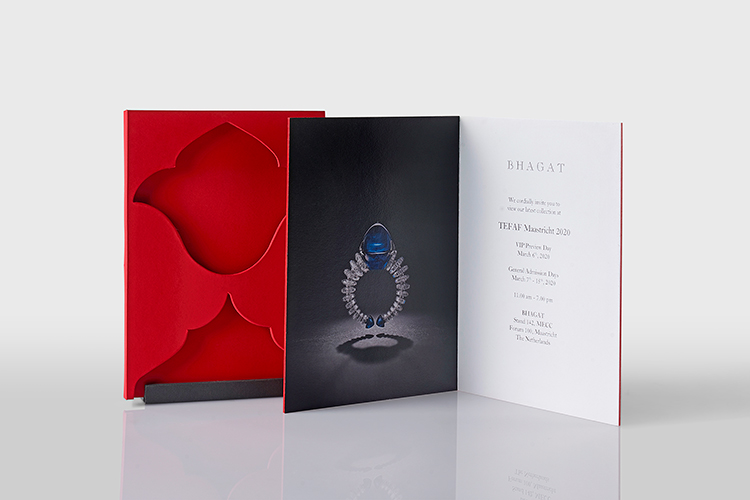 BHAGAT
We cordially invite you to
view our latest collection at
TEFAF Maastricht 2020
VIP Preview Day
March 6th, 2020
General Admission Days
March 7th - 15th, 2020
11.00 am - 7.00 pm
BHAGAT
Stand 142, MECC
Forum 100, Maastricht
The Netherlands